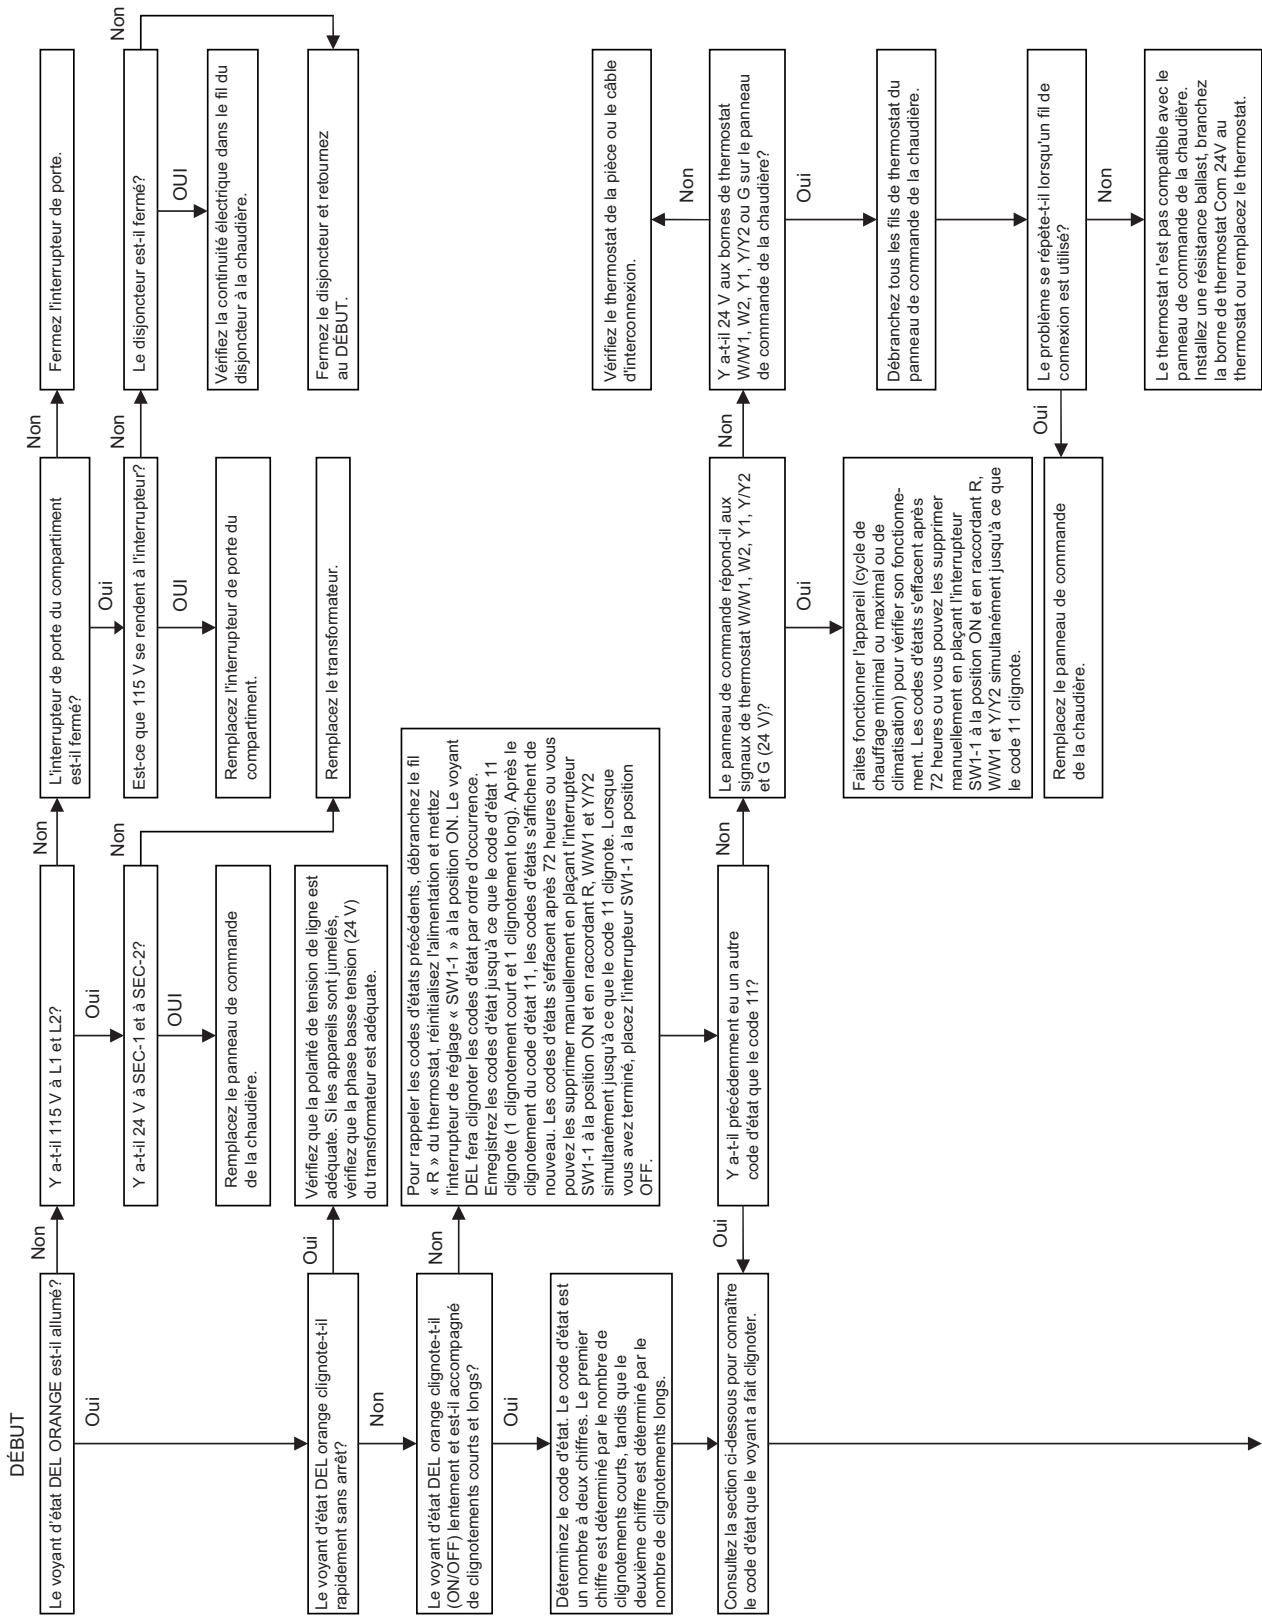 DÉBUT
Le voyant d'état DEL ORANGE est-il allumé?
Non
Oui
Y a-t-il 115 V à L1 et L2?
Non
Oui
L'interrupteur de porte du compartiment
est-il fermé?
Non
Oui
Fermez l'interrupteur de porte.
Y a-t-il 24 V à SEC-1 et à SEC-2?
Non
OUI
Est-ce que 115 V se rendent à l'interrupteur?
Non
OUI
Le disjoncteur est-il fermé?
Non
OUI
Remplacez le panneau de commande
de la chaudière.
Remplacez l'interrupteur de porte du
compartiment.
Vérifiez la continuité électrique dans le fil du
disjoncteur à la chaudière.
Remplacez le transformateur.
Fermez le disjoncteur et retournez
au DÉBUT.
Le voyant d'état DEL orange clignote-t-il
rapidement sans arrêt?
Oui
Non
Vérifiez que la polarité de tension de ligne est
adéquate. Si les appareils sont jumelés,
vérifiez que la phase basse tension (24 V)
du transformateur est adéquate.
Le voyant d'état DEL orange clignote-t-il
(ON/OFF) lentement et est-il accompagné
de clignotements courts et longs?
Non
Oui
Pour rappeler les codes d'états précédents, débranchez le fil
« R » du thermostat, réinitialisez l'alimentation et mettez
l'interrupteur de réglage « SW1-1 » à la position ON. Le voyant
DEL fera clignoter les codes d'état par ordre d'occurrence.
Enregistrez les codes d'état jusqu'à ce que le code d'état 11
clignote (1 clignotement court et 1 clignotement long). Après le
clignotement du code d'état 11, les codes d'états s'affichent de
nouveau. Les codes d'états s'effacent après 72 heures ou vous
pouvez les supprimer manuellement en plaçant l'interrupteur
SW1-1 à la position ON et en raccordant R, W/W1 et Y/Y2
simultanément jusqu'à ce que le code 11 clignote. Lorsque
vous avez terminé, placez l'interrupteur SW1-1 à la position
OFF.
Déterminez le code d'état. Le code d'état est
un nombre à deux chiffres. Le premier
chiffre est déterminé par le nombre de
clignotements courts, tandis que le
deuxième chiffre est déterminé par le
nombre de clignotements longs.
Consultez la section ci-dessous pour connaître
le code d'état que le voyant a fait clignoter.
Oui
Y a-t-il précédemment eu un autre
code d'état que le code 11?
Non
Le panneau de commande répond-il aux
signaux de thermostat W/W1, W2, Y1, Y/Y2
et G (24 V)?
Non
Oui
Y a-t-il 24 V aux bornes de thermostat
W/W1, W2, Y1, Y/Y2 ou G sur le panneau
de commande de la chaudière?
Non
Oui
Vérifiez le thermostat de la pièce ou le câble
d'interconnexion.
Faites fonctionner l'appareil (cycle de
chauffage minimal ou maximal ou de
climatisation) pour vérifier son fonctionne-
ment. Les codes d'états s'effacent après
72 heures ou vous pouvez les supprimer
manuellement en plaçant l'interrupteur
SW1-1 à la position ON et en raccordant R,
W/W1 et Y/Y2 simultanément jusqu'à ce que
le code 11 clignote.
Débranchez tous les fils de thermostat du
panneau de commande de la chaudière.
Le problème se répète-t-il lorsqu'un fil de
connexion est utilisé?
Oui
Non
Remplacez le panneau de commande
de la chaudière.
Le thermostat n'est pas compatible avec le
panneau de commande de la chaudière.
Installez une résistance ballast, branchez
la borne de thermostat Com 24V au
thermostat ou remplacez le thermostat.